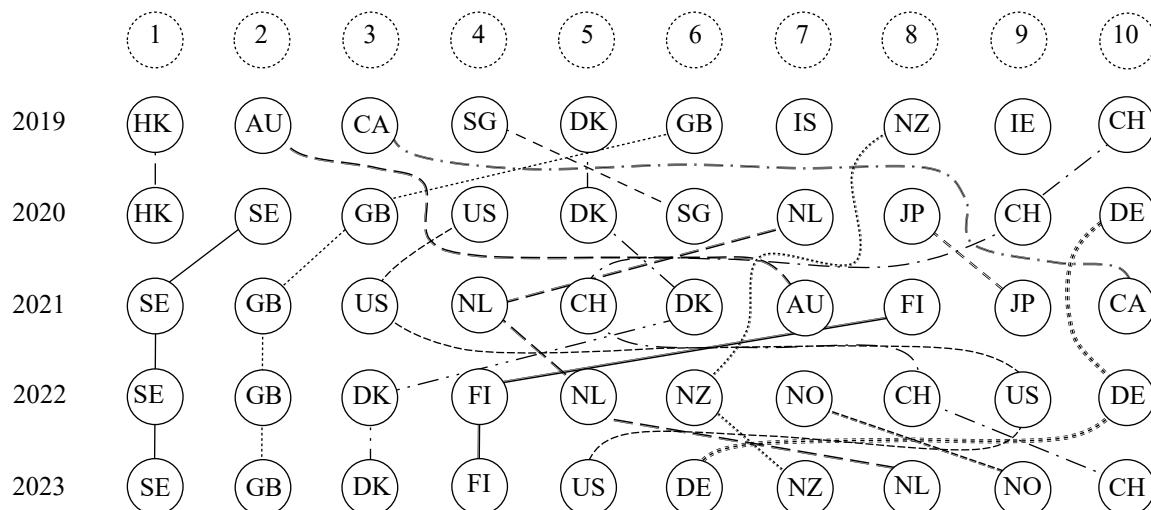 1 2 3 4 5 6 7 8 9 10
2019 HK AU CA SG DK GB IS NZ IE CH
2020 HK SE GB US DK SG NL JP CH DE
2021 SE GB US NL CH DK AU FI JP CA
2022 SE GB DK FI NL NZ NO CH US DE
2023 SE GB DK FI US DE NZ NL NO CH